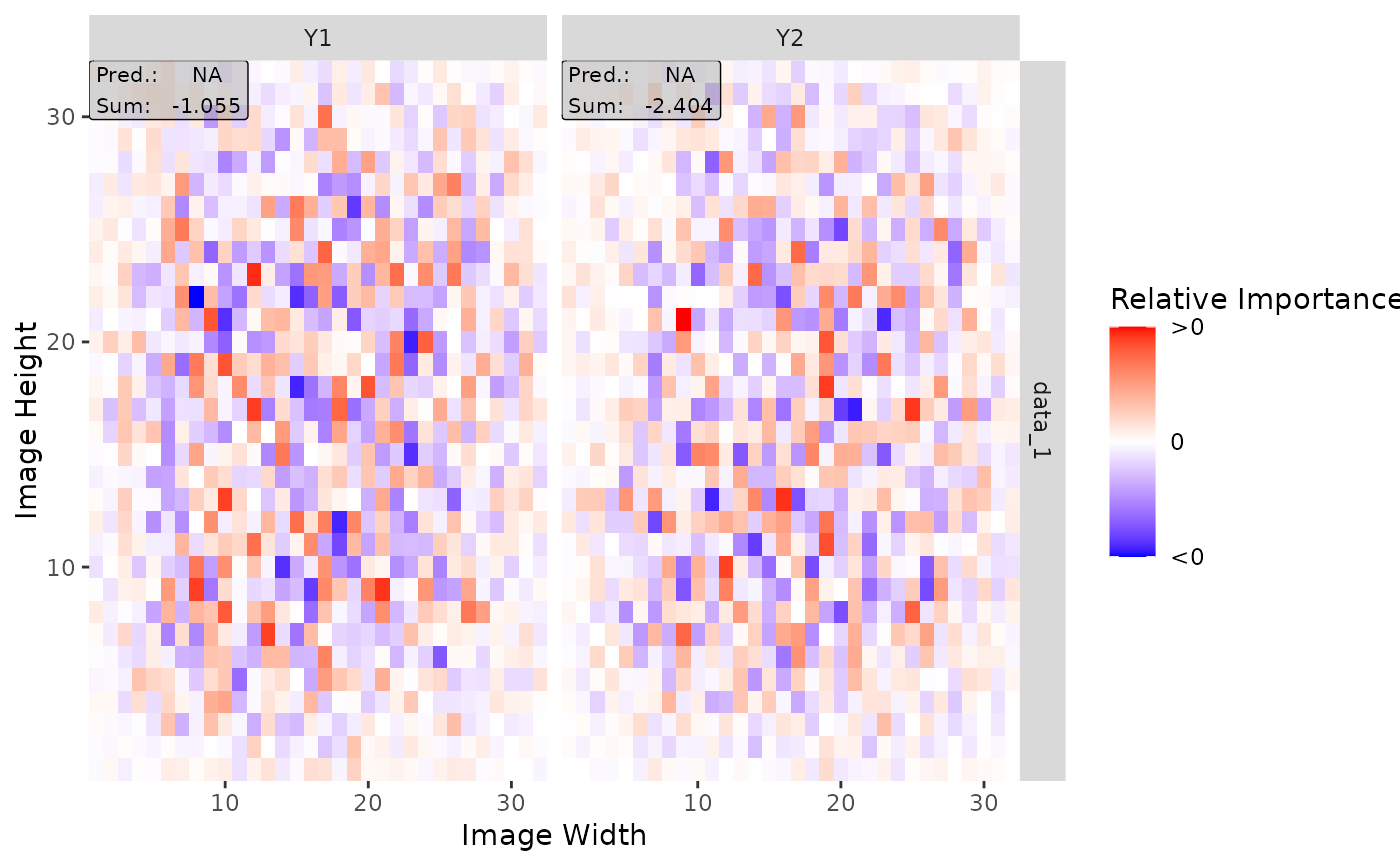 Y1
Y2
Pred.: NA
Sum: -1.055
Pred.: NA
Sum: -2.404
30
20
10
Image Height
data_1
10 20 30
10 20 30
Image Width
Relative Importance
>0
0
<0